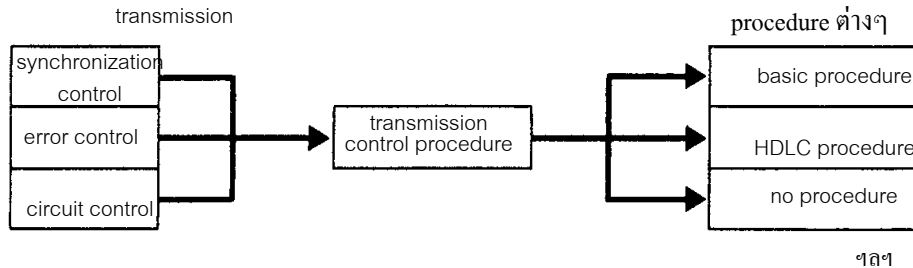 transmission
procedure ต่างๆ
synchronization
control
error control
circuit control
transmission
control procedure
basic procedure
HDLC procedure
no procedure
ฯลฯ